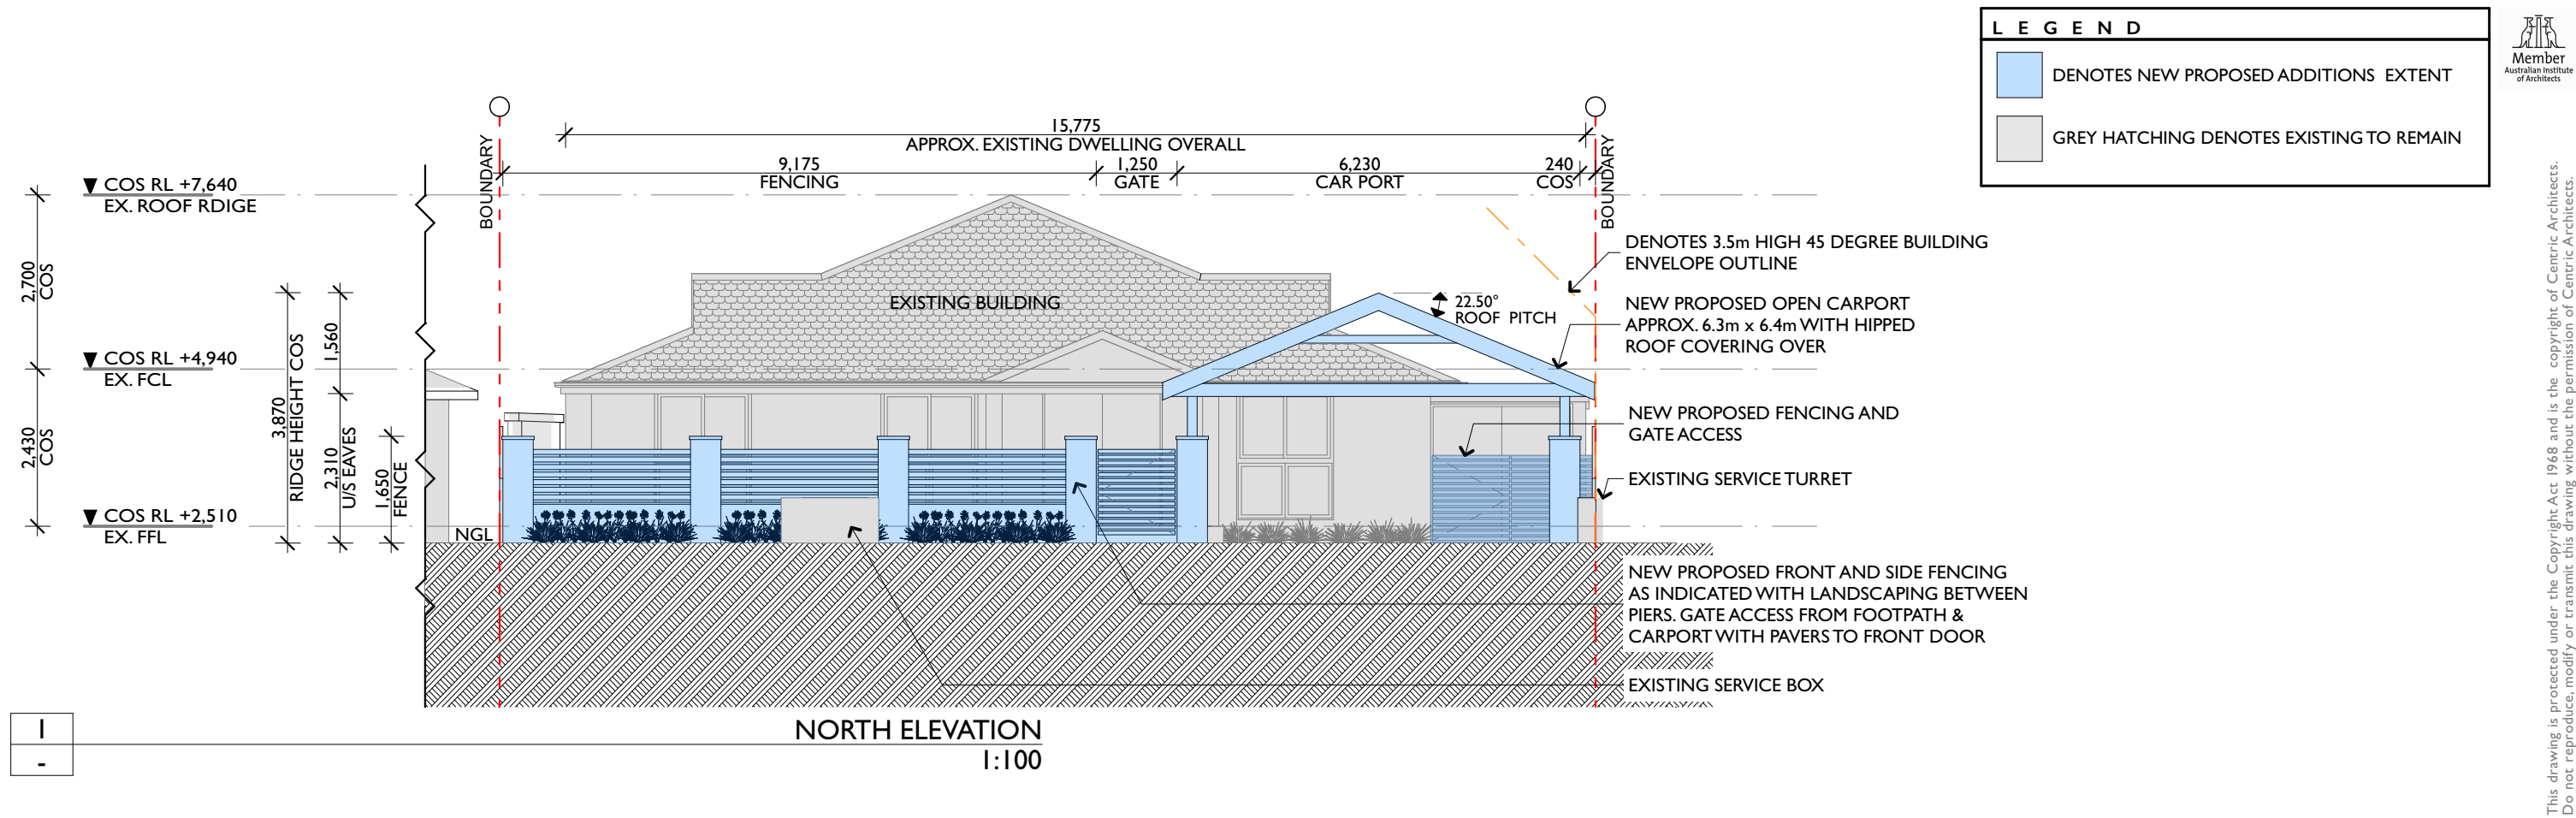 L E G E N D
DENOTES NEW PROPOSED ADDITIONS EXTENT
GREY HATCHING DENOTES EXISTING TO REMAIN
Member
Australian Institute
of Architects
15,775
APPROX. EXISTING DWELLING OVERALL
9,175
FENCING
1,250
GATE
6,230
CAR PORT
240
COS
BOUNDARY
BOUNDARY
COS RL +7,640
EX. ROOF RDIGE
COS RL +4,940
EX. FCL
COS RL +2,510
EX. FFL
2,700
COS
2,430
COS
3,870
RIDGE HEIGHT COS
1,560
2,310
U/S EAVES
1,650
FENCE
NGL
EXISTING BUILDING
22.50°
ROOF PITCH
DENOTES 3.5m HIGH 45 DEGREE BUILDING
ENVELOPE OUTLINE
NEW PROPOSED OPEN CARPORT
APPROX. 6.3m x 6.4m WITH HIPPED
ROOF COVERING OVER
NEW PROPOSED FENCING AND
GATE ACCESS
EXISTING SERVICE TURRET
NEW PROPOSED FRONT AND SIDE FENCING
AS INDICATED WITH LANDSCAPING BETWEEN
PIERS. GATE ACCESS FROM FOOTPATH &
CARPORT WITH PAVERS TO FRONT DOOR
EXISTING SERVICE BOX
1
-
NORTH ELEVATION
1:100
This drawing is protected under the Copyright Act 1968 and is the copyright of Centric Architects.
Do not reproduce, modify or transmit this drawing without the permission of Centric Architects.